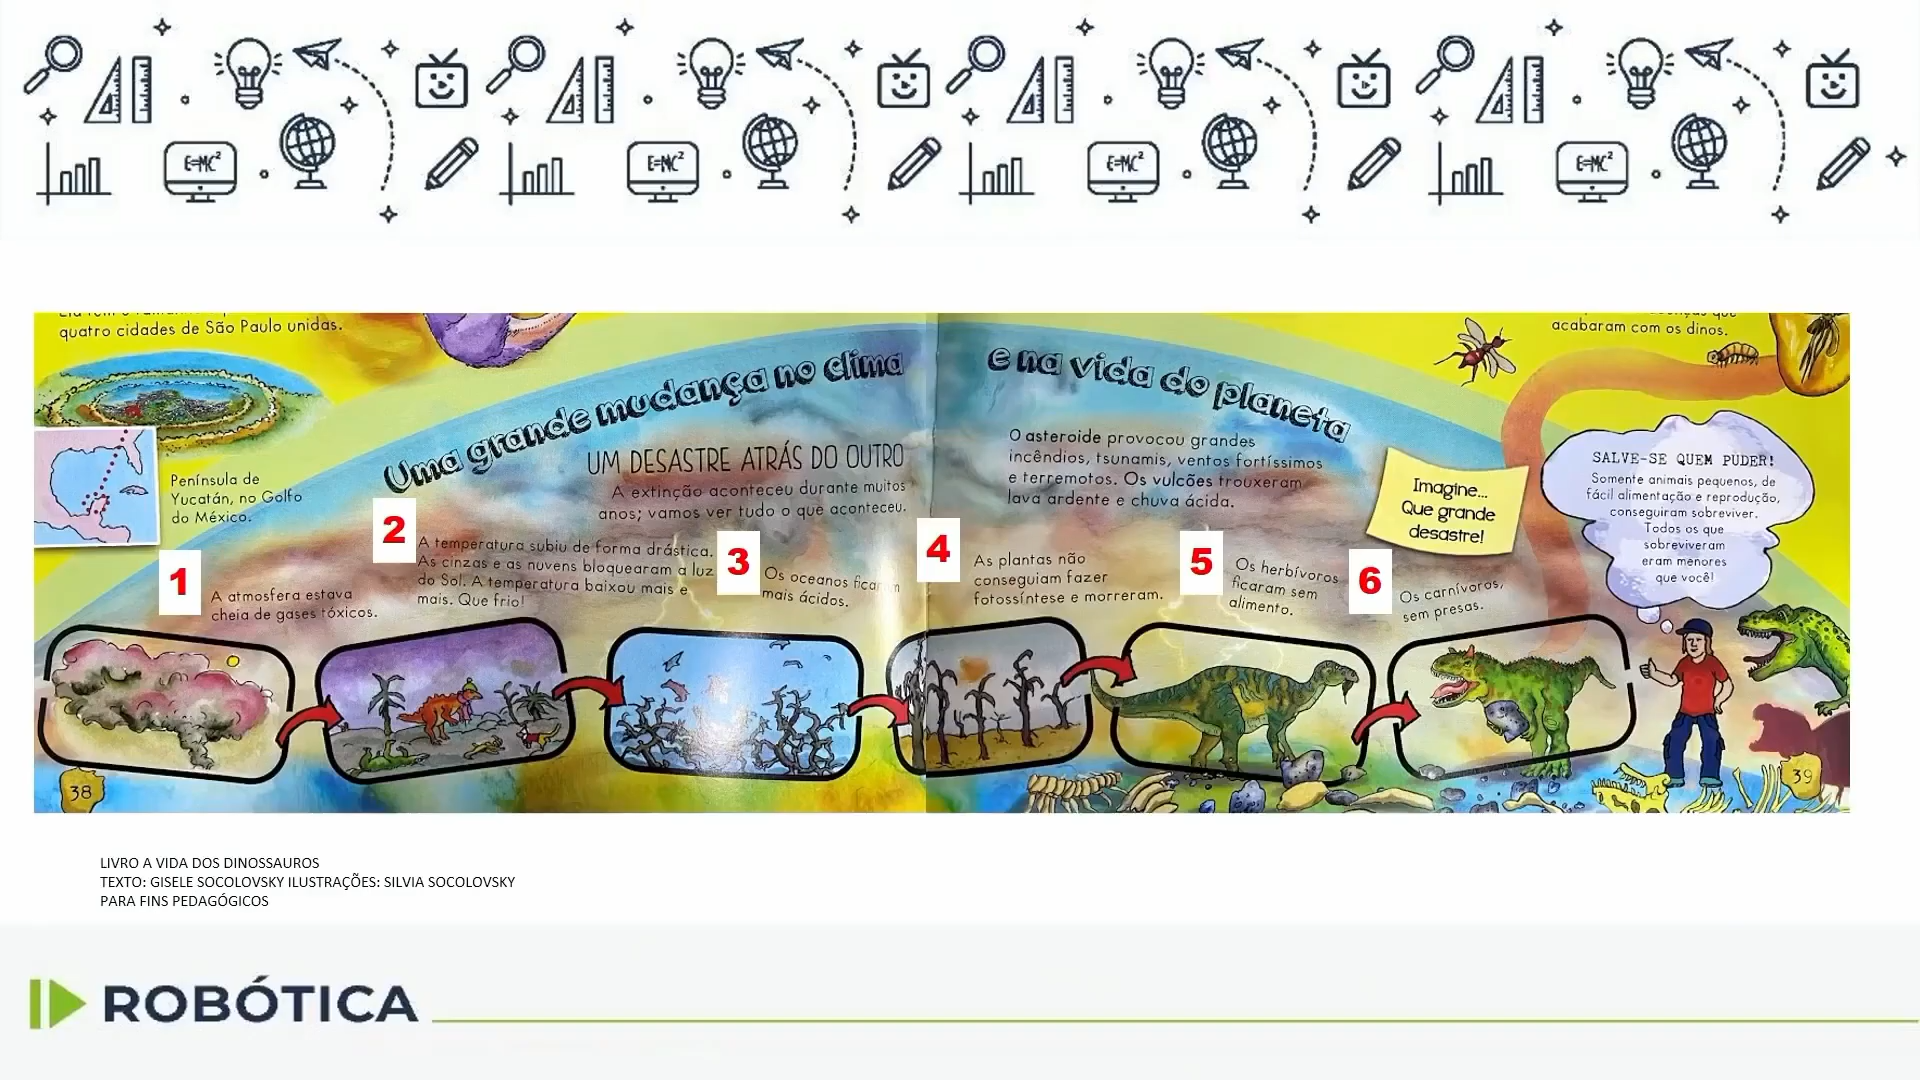 E=MC²
E=MC²
E=MC²
E=MC²
quatro cidades de São Paulo unidas.
acabaram com os dinos.
Uma grande mudança no clima e na vida do planeta
UM DESASTRE ATRÁS DO OUTRO
A extinção aconteceu durante muitos
anos; vamos ver tudo o que aconteceu.
O asteroide provocou grandes
incêndios, tsunamis, ventos fortíssimos
e terremotos. Os vulcões trouxeram
lava ardente e chuva ácida.
Imagine...
Que grande
desastre!
SALVE-SE QUEM PUDER!
Somente animais pequenos, de
fácil alimentação e reprodução,
conseguiram sobreviver.
Todos os que
sobreviveram
eram menores
que você!
Península de
Yucatán, no Golfo
do México.
1
A atmosfera estava
cheia de gases tóxicos.
2
A temperatura subiu de forma drástica.
As cinzas e as nuvens bloquearam a luz
do Sol. A temperatura baixou mais e
mais. Que frio!
3
Os oceanos ficaram
mais ácidos.
4
As plantas não
conseguiam fazer
fotossíntese e morreram.
5
Os herbívoros
ficaram sem
alimento.
6
Os carnívoros,
sem presas.
38
39
LIVRO A VIDA DOS DINOSSAUROS
TEXTO: GISELE SOCOLOVSKY ILUSTRAÇÕES: SILVIA SOCOLOVSKY
PARA FINS PEDAGÓGICOS
ROBÓTICA